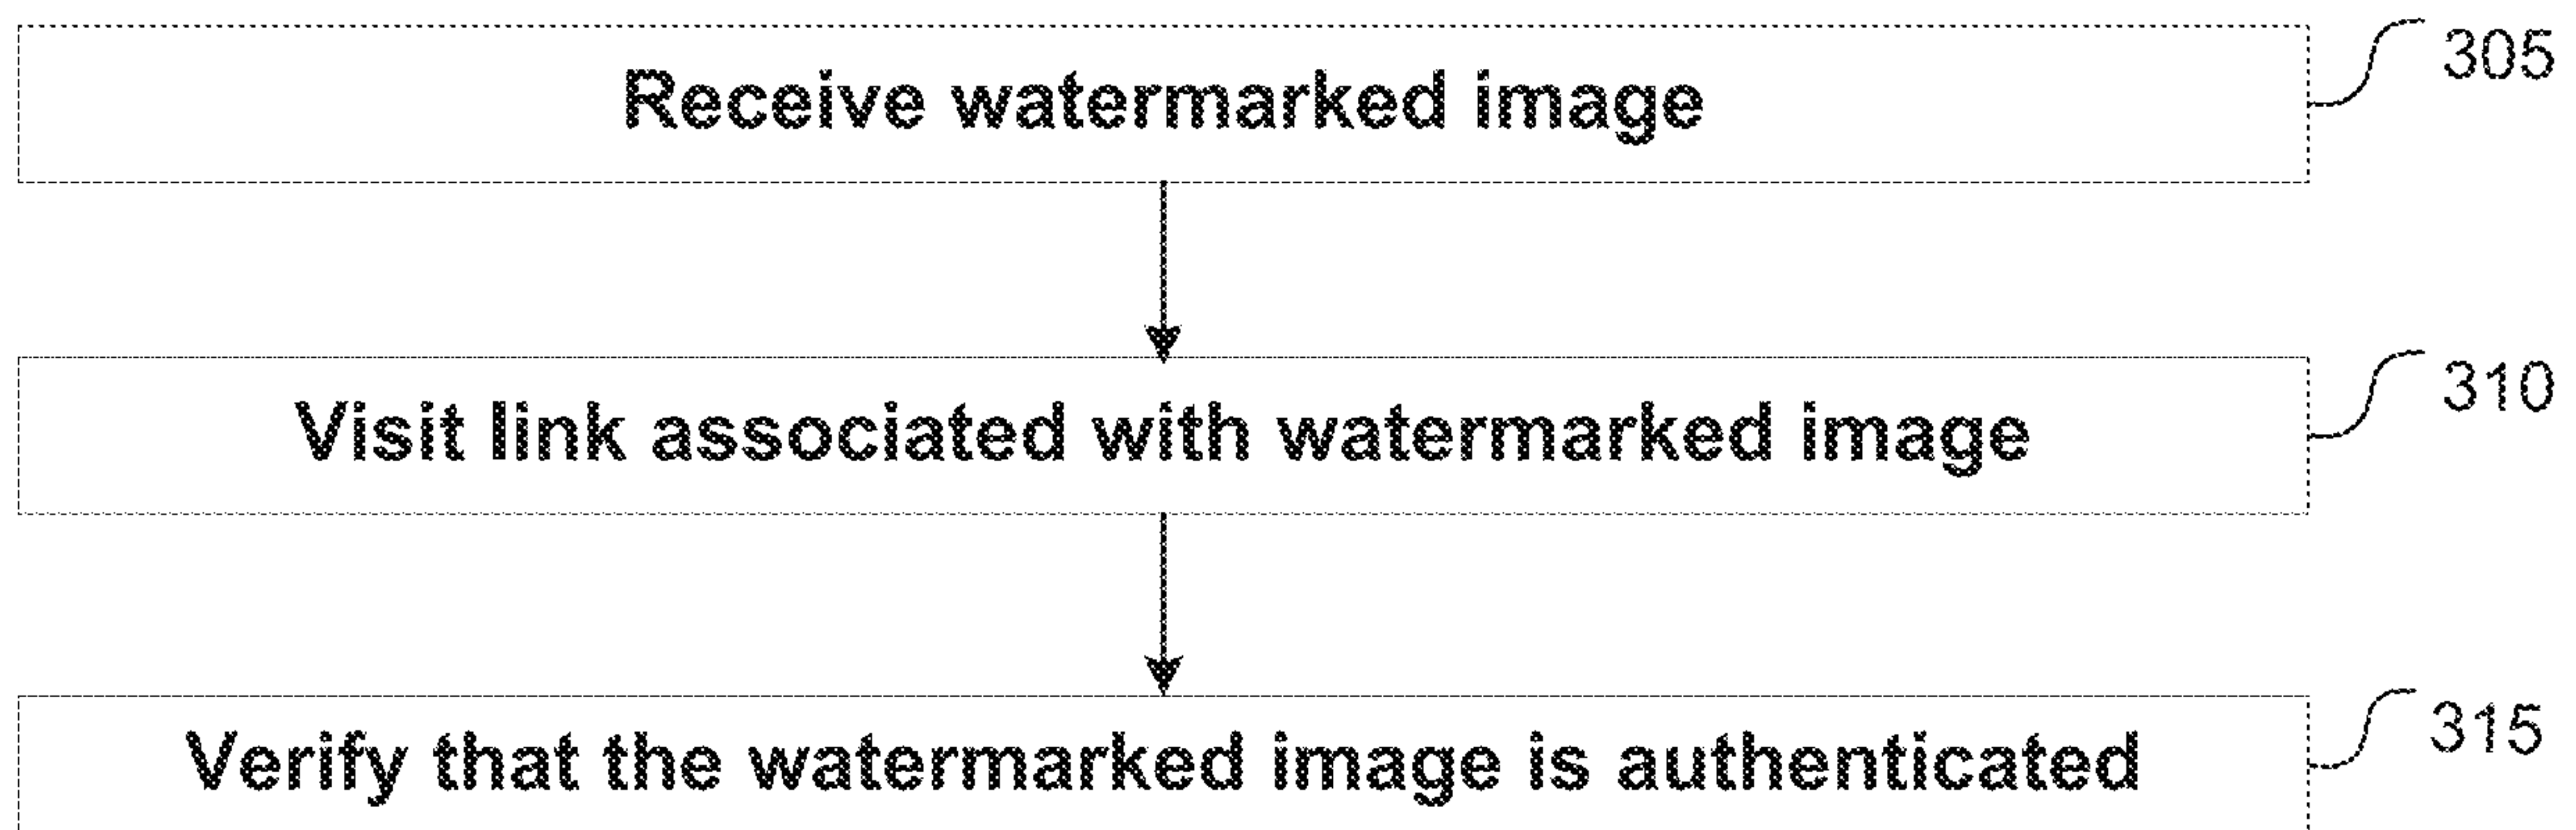 Receive watermarked image
305
Visit link associated with watermarked image
310
Verify that the watermarked image is authenticated
315